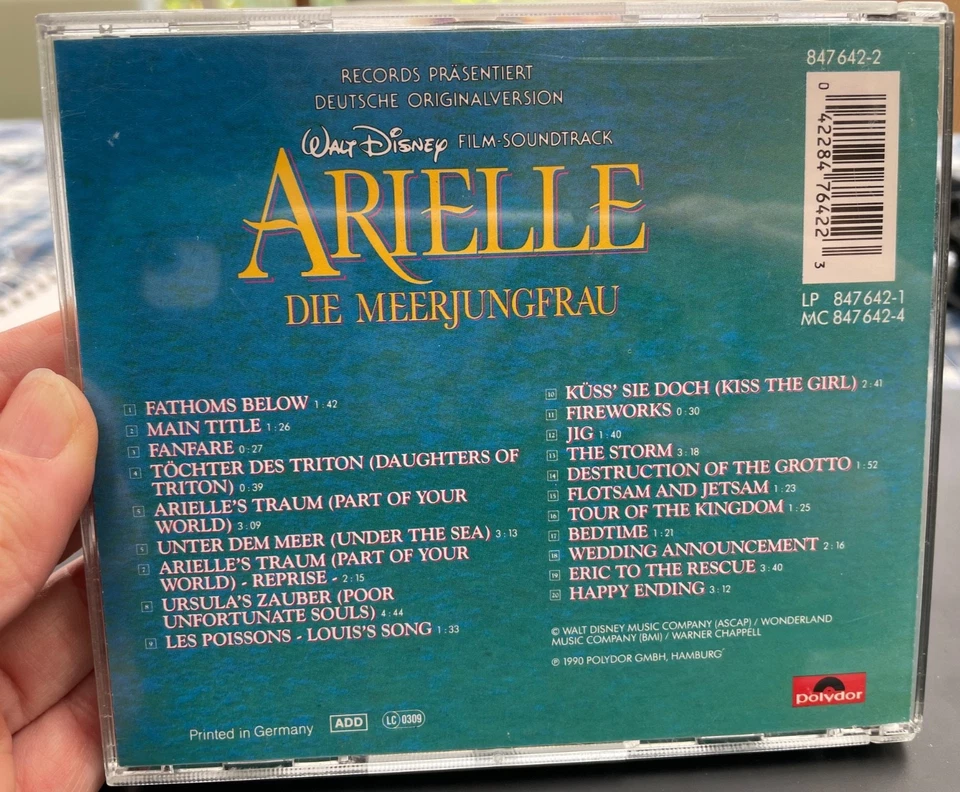 RECORDS PRÄSENTIERT
DEUTSCHE ORIGINALVERSION
WALT DISNEY FILM-SOUNDTRACK
ARIELLE
DIE MEERJUNGFRAU
847 642-2
0 42284 76422 3
LP 847 642-1
MC 847 642-4
1 FATHOMS BELOW 1:42
2 MAIN TITLE 1:26
3 FANFARE 0:27
4 TÖCHTER DES TRITON (DAUGHTERS OF
TRITON) 0:39
5 ARIELLE'S TRAUM (PART OF YOUR
WORLD) 3:09
UNTER DEM MEER (UNDER THE SEA) 3:13
7 ARIELLE'S TRAUM (PART OF YOUR
WORLD) - REPRISE - 2:15
8 URSULA'S ZAUBER (POOR
UNFORTUNATE SOULS) 4:44
9 LES POISSONS - LOUIS'S SONG 1:33
10 KÜSS' SIE DOCH (KISS THE GIRL) 2:41
11 FIREWORKS 0:30
12 JIG 1:40
13 THE STORM 3:18
14 DESTRUCTION OF THE GROTTO 1:52
15 FLOTSAM AND JETSAM 1:23
16 TOUR OF THE KINGDOM 1:25
17 BEDTIME 1:21
18 WEDDING ANNOUNCEMENT 2:16
19 ERIC TO THE RESCUE 3:40
20 HAPPY ENDING 3:12
© WALT DISNEY MUSIC COMPANY (ASCAP) / WONDERLAND
MUSIC COMPANY (BMI) / WARNER CHAPPELL
℗ 1990 POLYDOR GMBH, HAMBURG
polydor
Printed in Germany ADD LC 0309